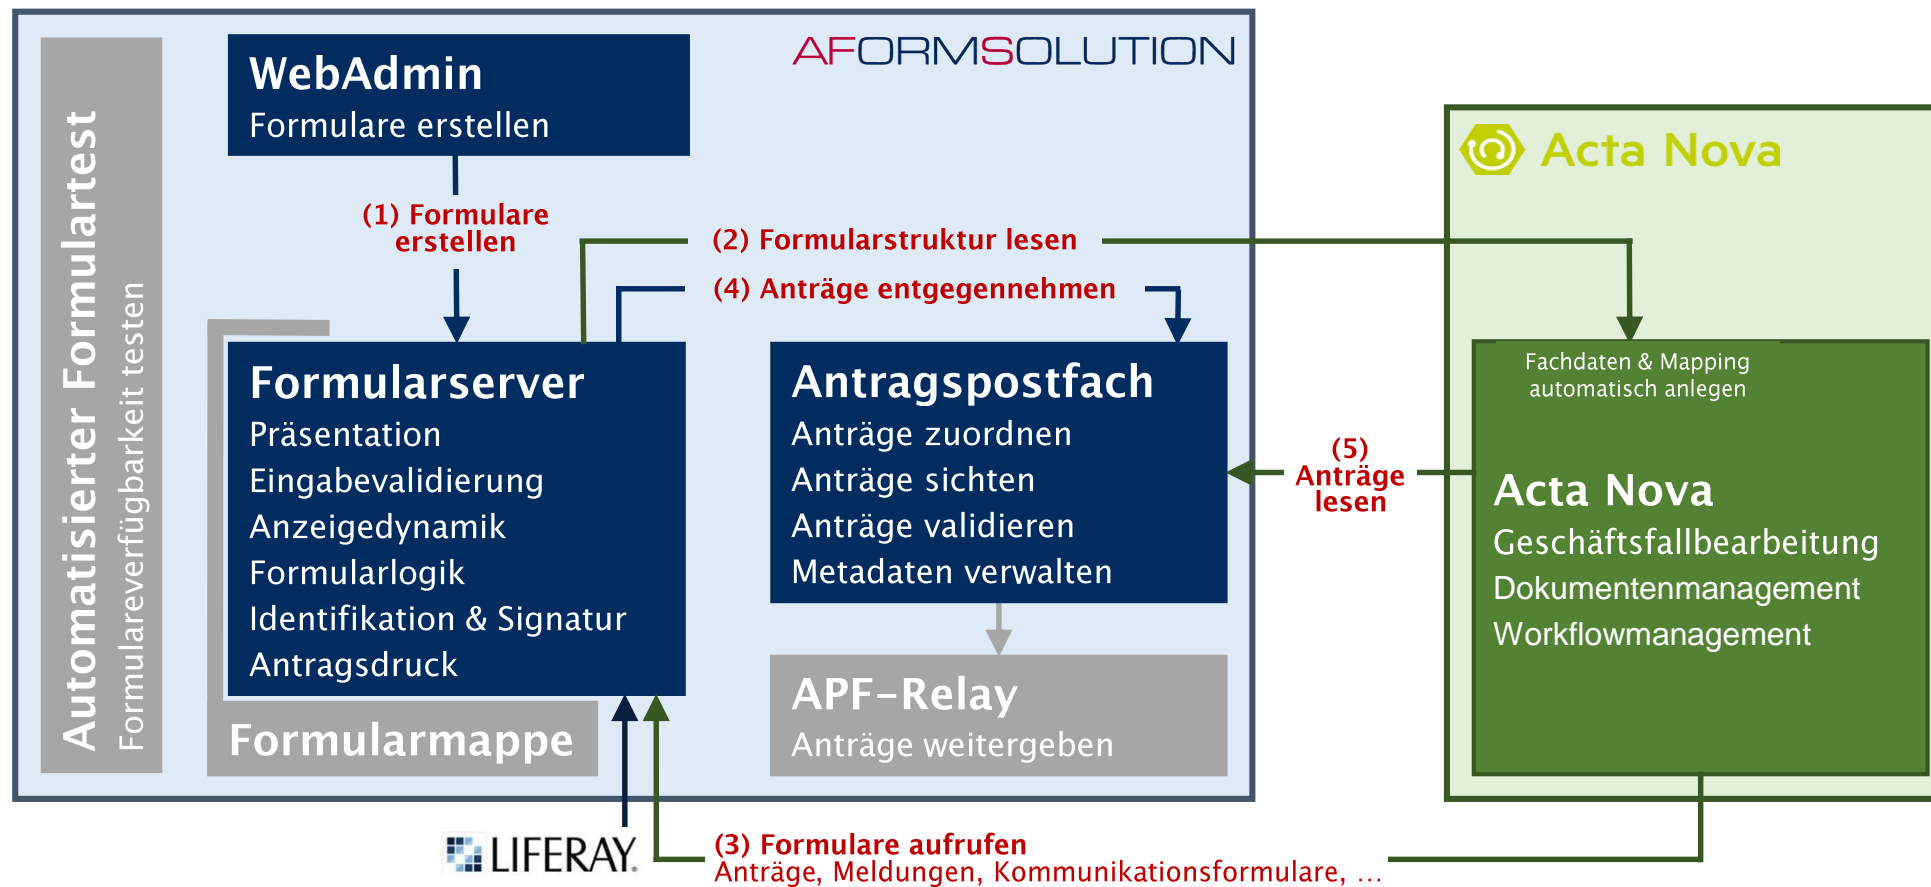 AFORMSOLUTION
Automatisierter Formulartest
Formulareverfügbarkeit testen
WebAdmin
Formulare erstellen
(1) Formulare
erstellen
(2) Formularstruktur lesen
(4) Anträge entgegennehmen
Formularserver
Präsentation
Eingabevalidierung
Anzeigedynamik
Formularlogik
Identifikation & Signatur
Antragsdruck
Formularmappe
Antragspostfach
Anträge zuordnen
Anträge sichten
Anträge validieren
Metadaten verwalten
APF-Relay
Anträge weitergeben
(5)
Anträge
lesen
Acta Nova
Fachdaten & Mapping
automatisch anlegen
Acta Nova
Geschäftsfallbearbeitung
Dokumentenmanagement
Workflowmanagement
LIFERAY.
(3) Formulare aufrufen
Anträge, Meldungen, Kommunikationsformulare, ...